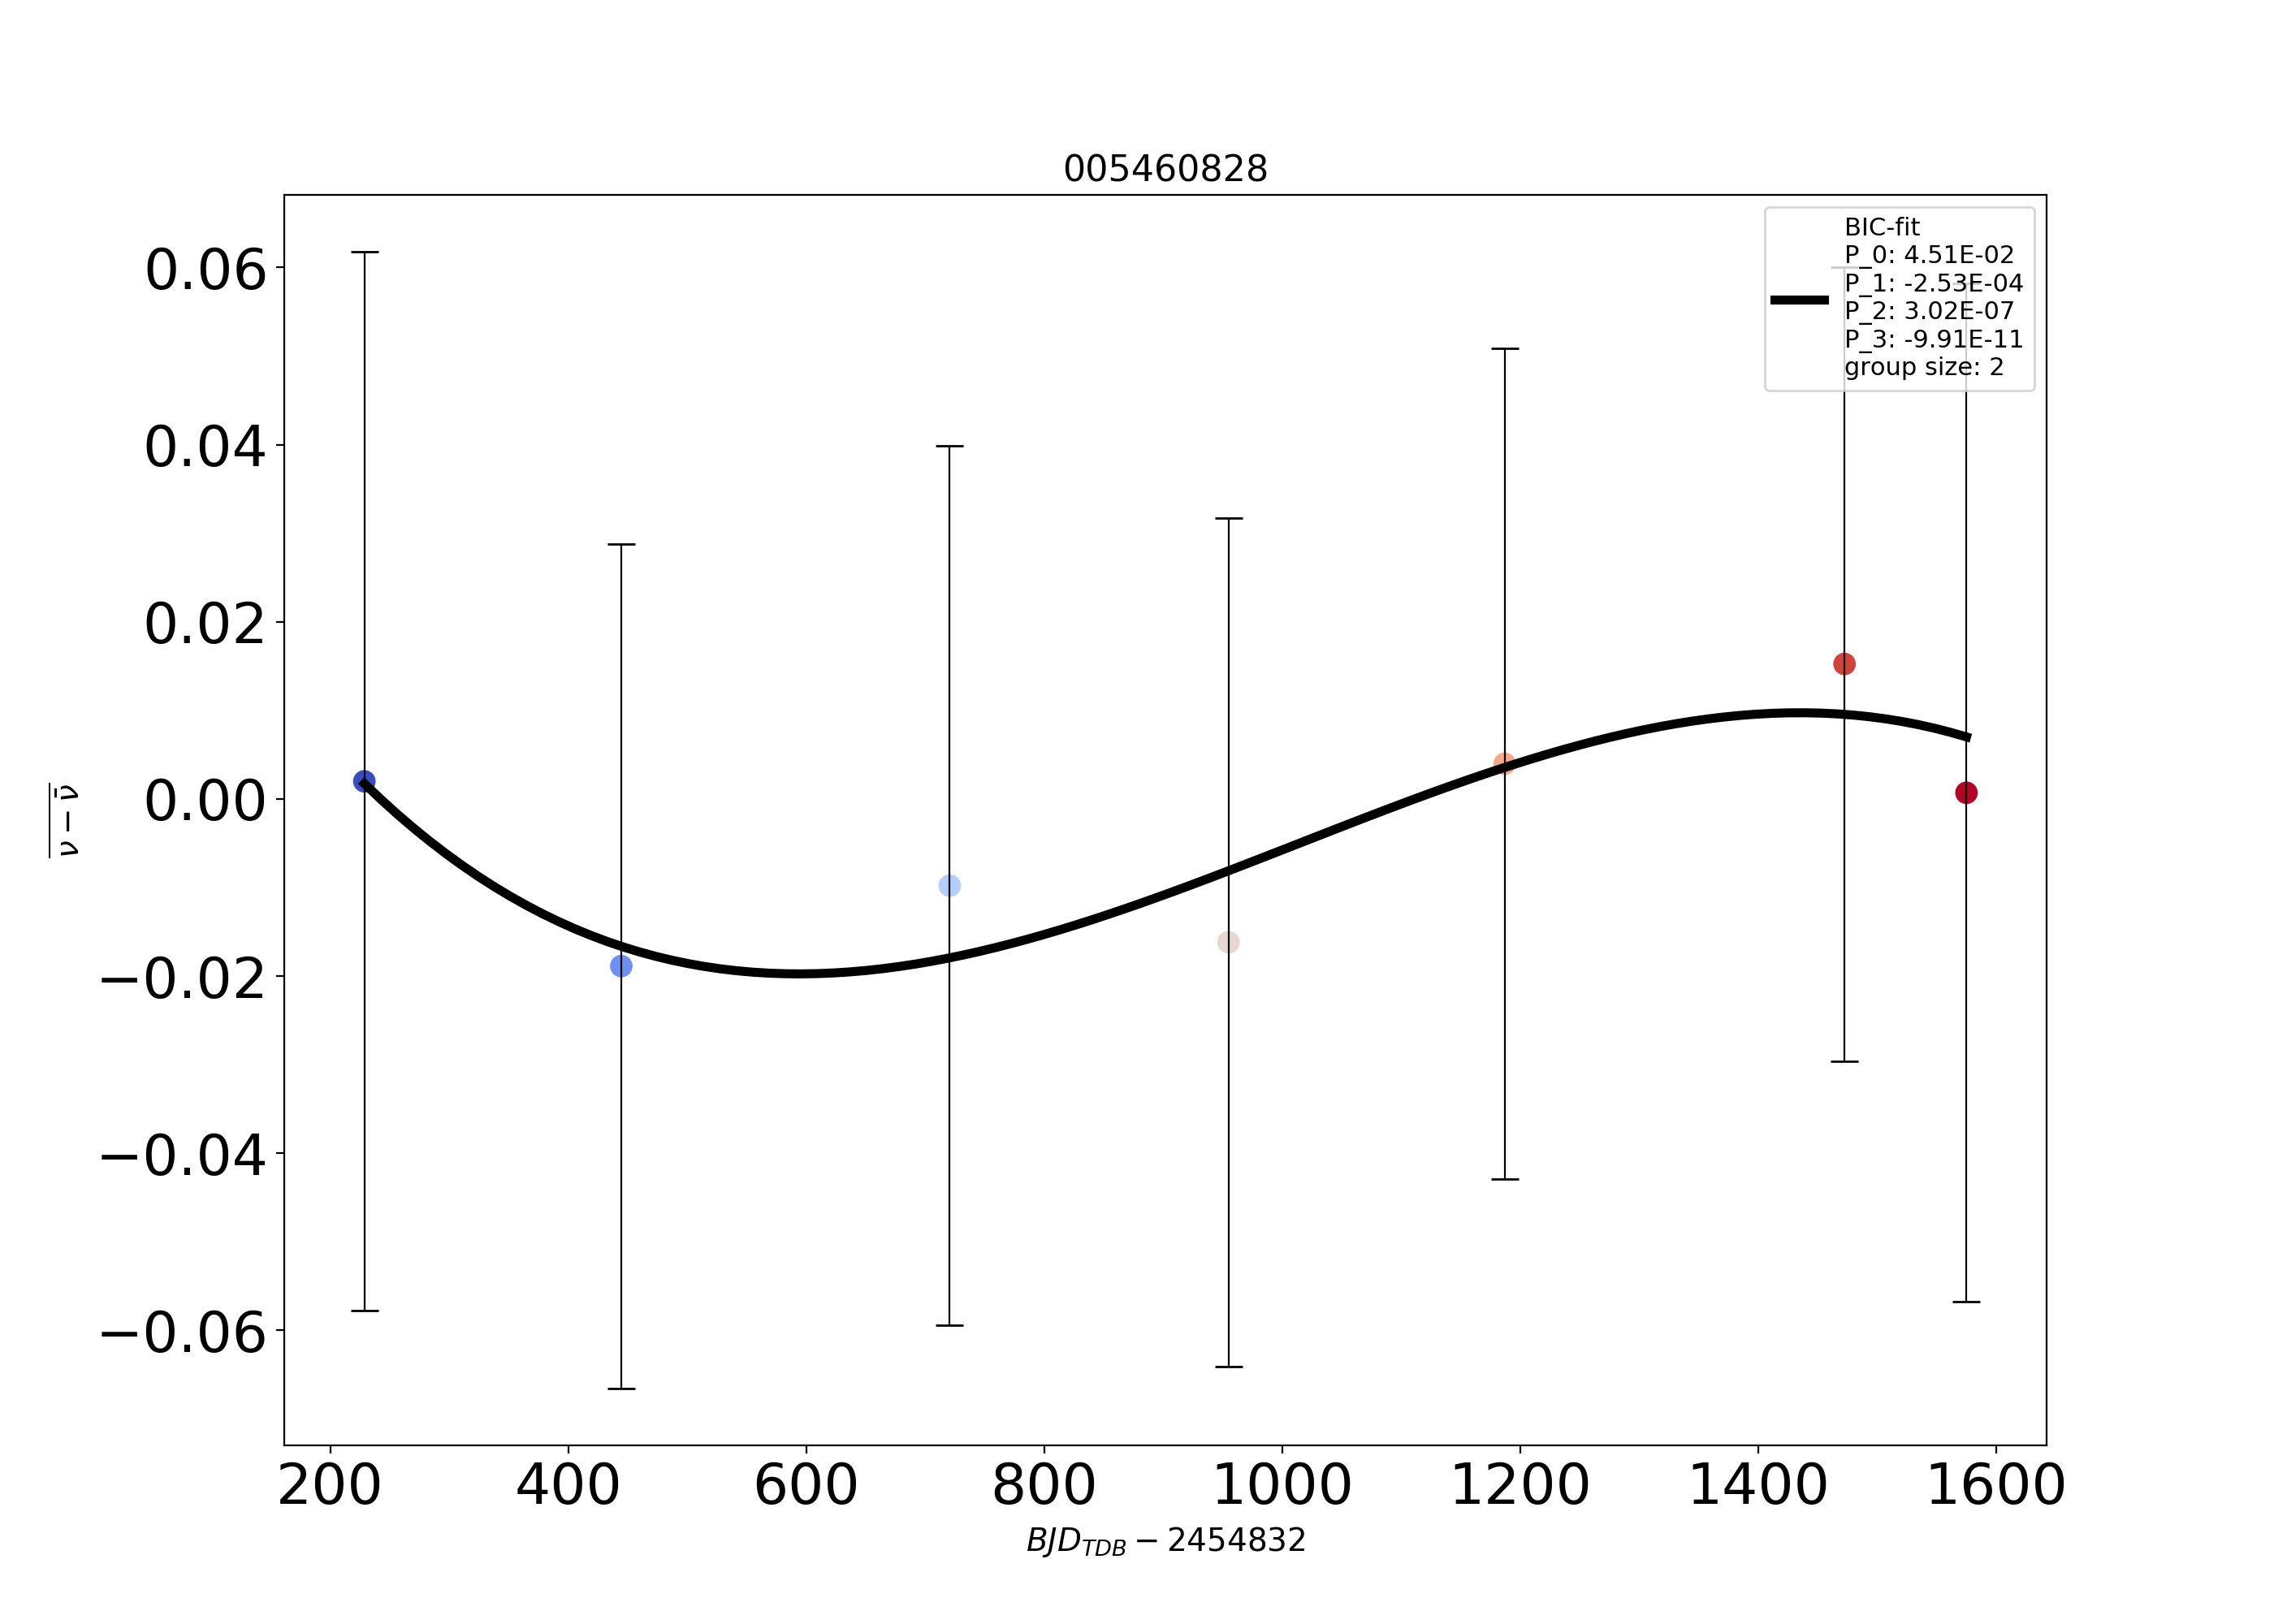 005460828
BIC-fit
P_0: 4.51E-02
P_1: -2.53E-04
P_2: 3.02E-07
P_3: -9.91E-11
group size: 2
0.06
0.04
0.02
0.00
−0.02
−0.04
−0.06
ν − ν̄
200 400 600 800 1000 1200 1400 1600
BJD_TDB − 2454832